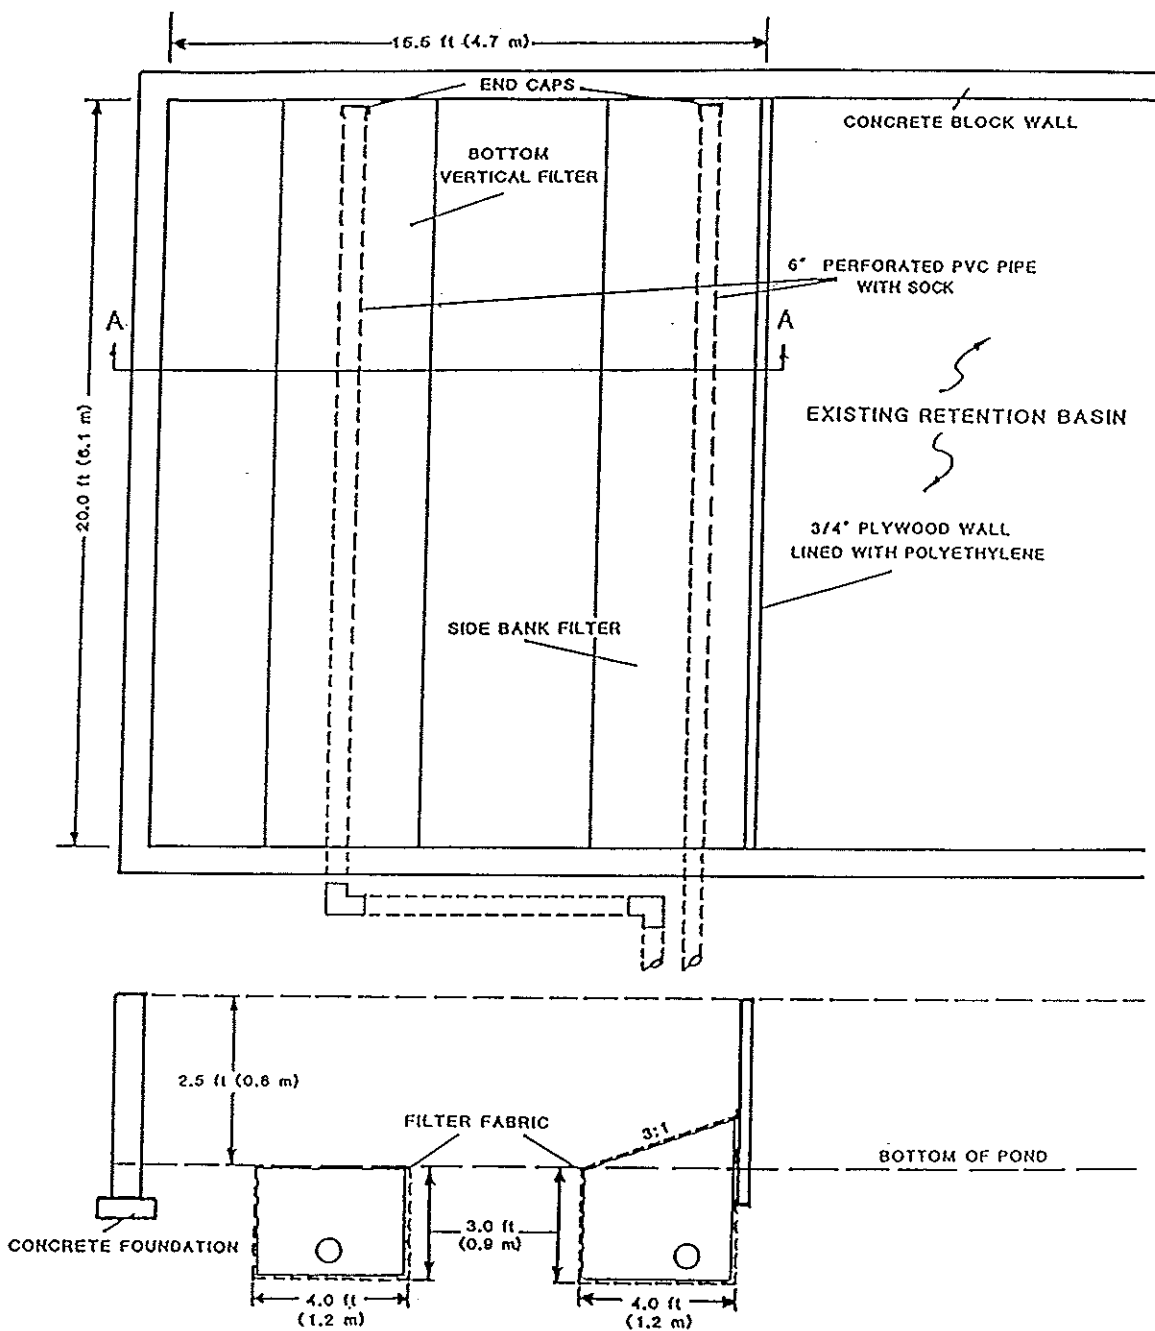 15.5 ft (4.7 m)
END CAPS
CONCRETE BLOCK WALL
BOTTOM
VERTICAL FILTER
6" PERFORATED PVC PIPE
WITH SOCK
A
A
EXISTING RETENTION BASIN
20.0 ft (6.1 m)
3/4" PLYWOOD WALL
LINED WITH POLYETHYLENE
SIDE BANK FILTER
2.5 ft (0.8 m)
FILTER FABRIC
3:1
BOTTOM OF POND
3.0 ft
(0.9 m)
CONCRETE FOUNDATION
4.0 ft
(1.2 m)
4.0 ft
(1.2 m)